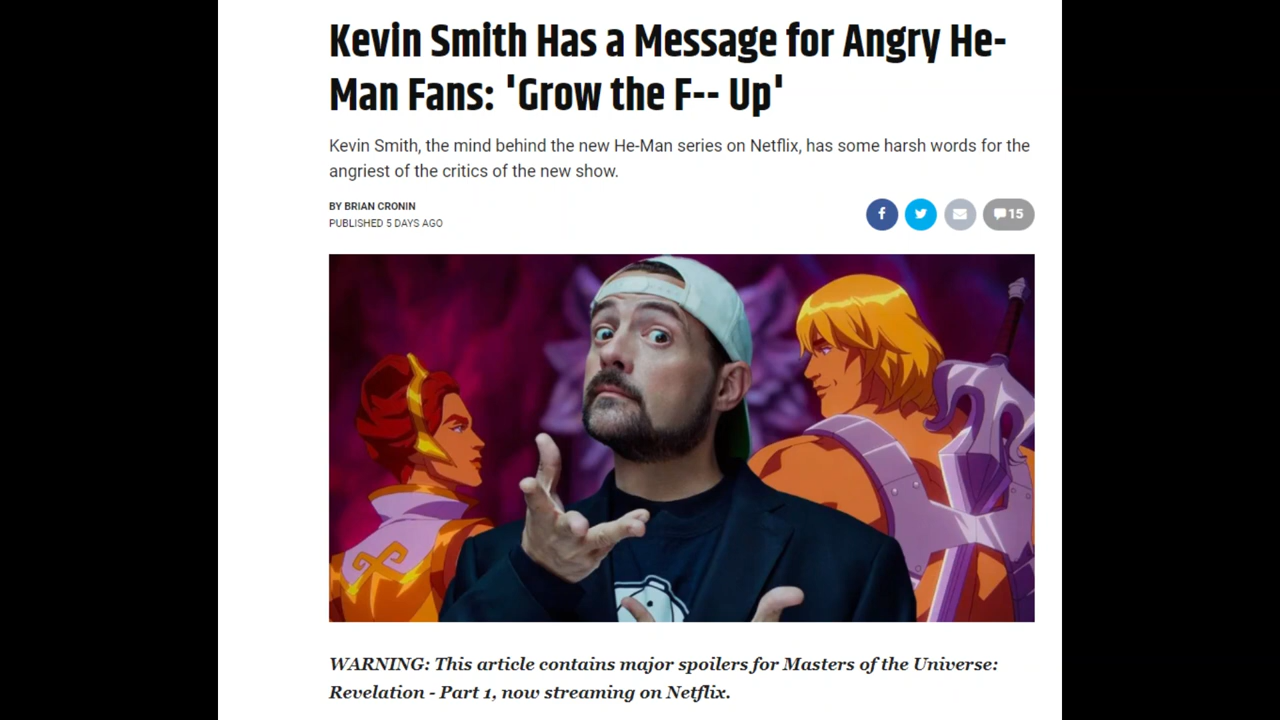 Kevin Smith Has a Message for Angry He-
Man Fans: 'Grow the F-- Up'
Kevin Smith, the mind behind the new He-Man series on Netflix, has some harsh words for the
angriest of the critics of the new show.
BY BRIAN CRONIN
PUBLISHED 5 DAYS AGO
15
WARNING: This article contains major spoilers for Masters of the Universe:
Revelation - Part 1, now streaming on Netflix.